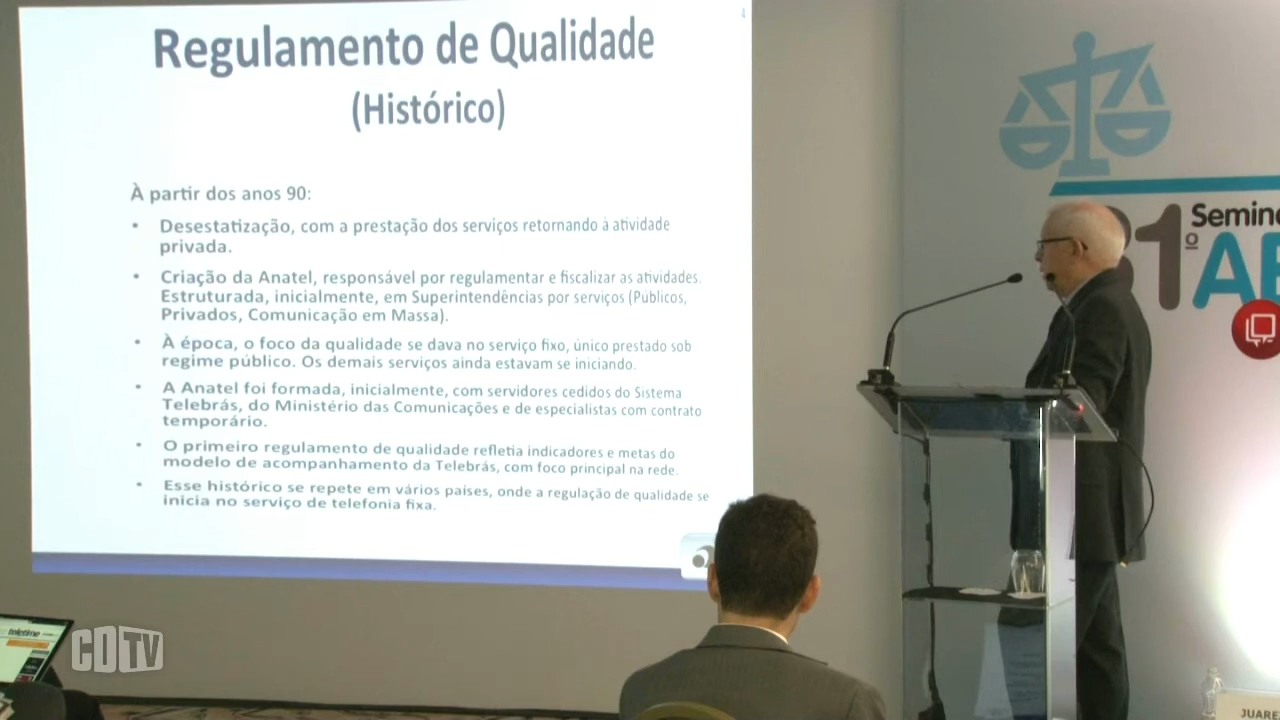 4
Regulamento de Qualidade
(Histórico)
À partir dos anos 90:
• Desestatização, com a prestação dos serviços retornando à atividade
privada.
• Criação da Anatel, responsável por regulamentar e fiscalizar as atividades.
Estruturada, inicialmente, em Superintendências por serviços (Públicos,
Privados, Comunicação em Massa).
• À época, o foco da qualidade se dava no serviço fixo, único prestado sob
regime público. Os demais serviços ainda estavam se iniciando.
• A Anatel foi formada, inicialmente, com servidores cedidos do Sistema
Telebrás, do Ministério das Comunicações e de especialistas com contrato
temporário.
• O primeiro regulamento de qualidade refletia indicadores e metas do
modelo de acompanhamento da Telebrás, com foco principal na rede.
• Esse histórico se repete em vários países, onde a regulação de qualidade se
inicia no serviço de telefonia fixa.
Semin
1º
AB
teletime
CDTV
JUARE